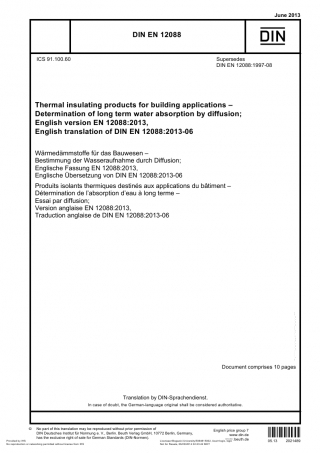 June 2013
DIN EN 12088
DIN
ICS 91.100.60
Supersedes
DIN EN 12088:1997-08
Thermal insulating products for building applications –
Determination of long term water absorption by diffusion;
English version EN 12088:2013,
English translation of DIN EN 12088:2013-06
Wärmedämmstoffe für das Bauwesen –
Bestimmung der Wasseraufnahme durch Diffusion;
Englische Fassung EN 12088:2013,
Englische Übersetzung von DIN EN 12088:2013-06
Produits isolants thermiques destinés aux applications du bâtiment –
Détermination de l'absorption d'eau à long terme –
Essai par diffusion;
Version anglaise EN 12088:2013,
Traduction anglaise de DIN EN 12088:2013-06
Document comprises 10 pages
Translation by DIN-Sprachendienst.
In case of doubt, the German-language original shall be considered authoritative.
© No part of this translation may be reproduced without prior permission of
DIN Deutsches Institut für Normung e. V., Berlin. Beuth Verlag GmbH, 10772 Berlin, Germany,
has the exclusive right of sale for German Standards (DIN-Normen).
English price group 7
www.din.de
www.beuth.de